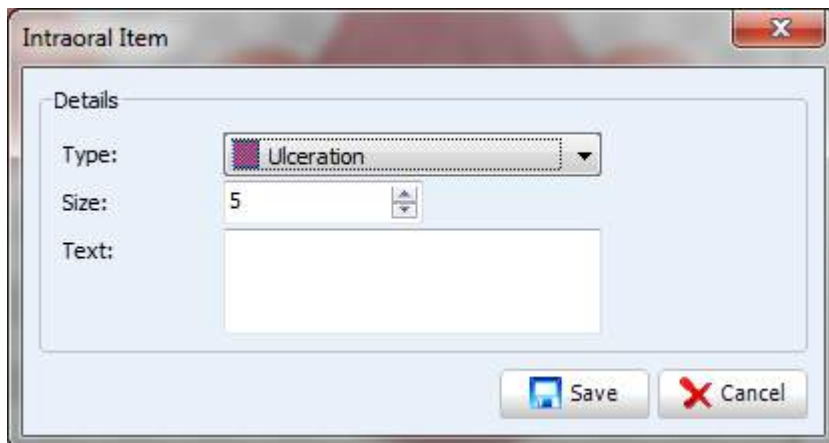 Intraoral Item
Details
Type: Ulceration
Size: 5
Text:
Save Cancel